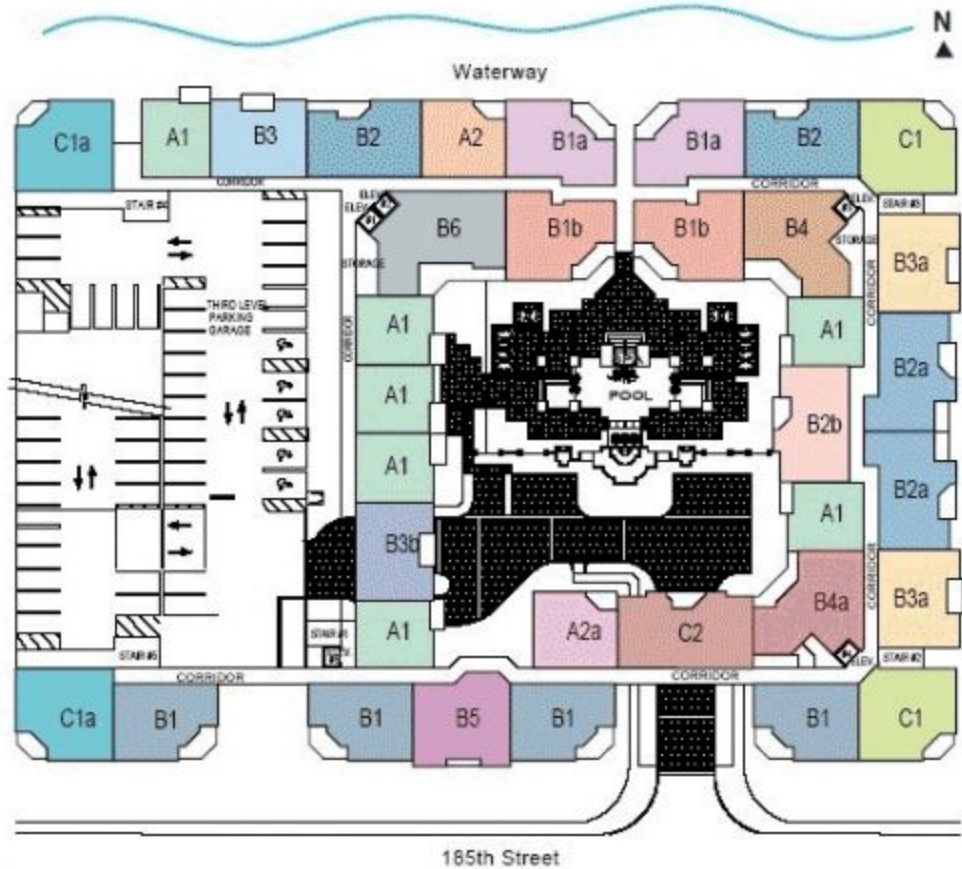 N
Waterway
C1a
A1
B3
B2
A2
B1a
B1a
B2
C1
CORRIDOR
CORRIDOR
STAIR #4
ELEV.
ELEV.
ELEV.
STAIR #3
B6
B1b
B1b
B4
STORAGE
STORAGE
B3a
CORRIDOR
CORRIDOR
THIRD LEVEL
PARKING
GARAGE
A1
A1
B2a
A1
POOL
B2b
A1
B2a
A1
B3b
CORRIDOR
B3a
B4a
A1
A2a
C2
STAIR #1
STAIR #5
ELEV.
STAIR #2
CORRIDOR
CORRIDOR
C1a
B1
B1
B5
B1
B1
C1
185th Street